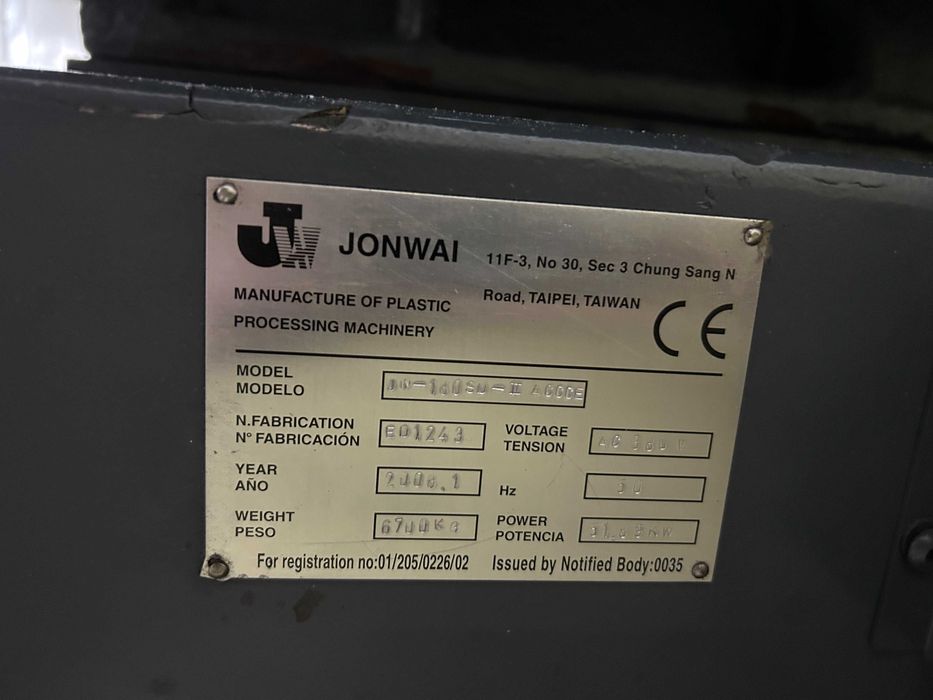 JW JONWAI
11F-3, No 30, Sec 3 Chung Sang N
Road, TAIPEI, TAIWAN
MANUFACTURE OF PLASTIC
PROCESSING MACHINERY
CE
MODEL
MODELO
N.FABRICATION
Nº FABRICACIÓN
E01243
VOLTAGE
TENSION
YEAR
AÑO
Hz
WEIGHT
PESO
6700KG
POWER
POTENCIA
For registration no:01/205/0226/02 Issued by Notified Body:0035